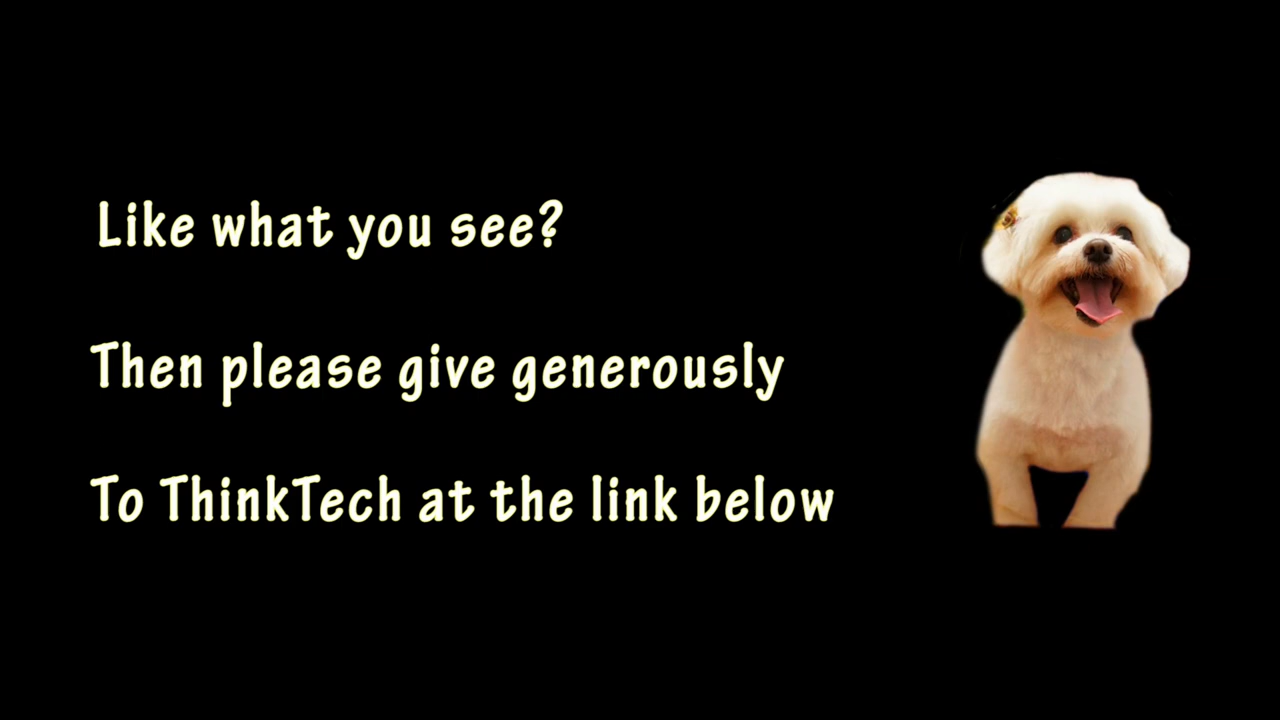 Like what you see?
Then please give generously
To ThinkTech at the link below